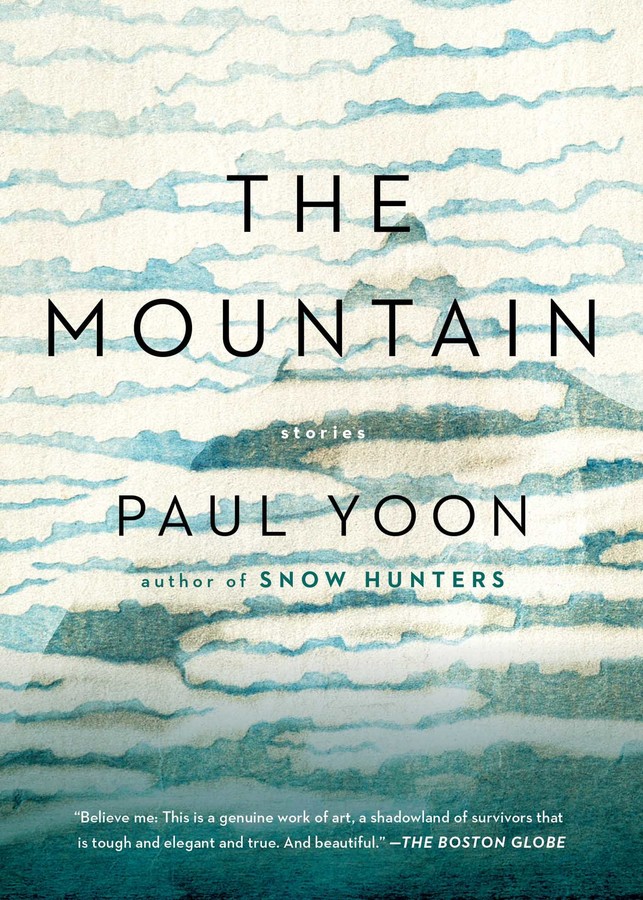 THE
MOUNTAIN
stories
PAUL YOON
author of SNOW HUNTERS
“Believe me: This is a genuine work of art, a shadowland of survivors that
is tough and elegant and true. And beautiful.” —THE BOSTON GLOBE